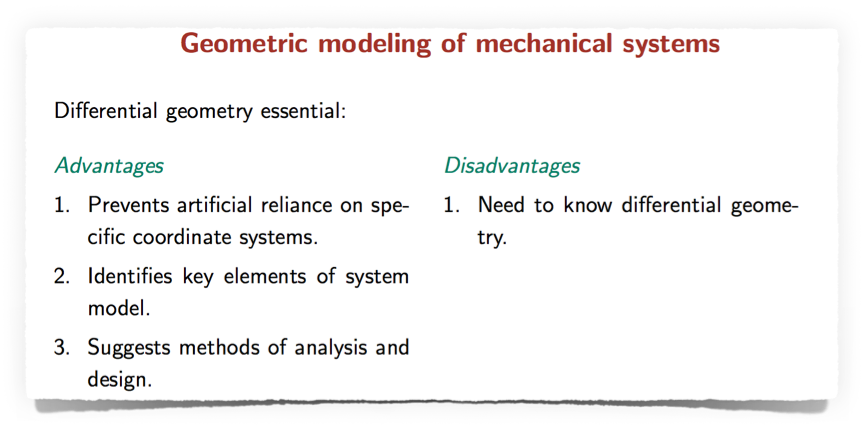 Geometric modeling of mechanical systems
Differential geometry essential:
Advantages
1. Prevents artificial reliance on spe-
cific coordinate systems.
2. Identifies key elements of system
model.
3. Suggests methods of analysis and
design.
Disadvantages
1. Need to know differential geome-
try.